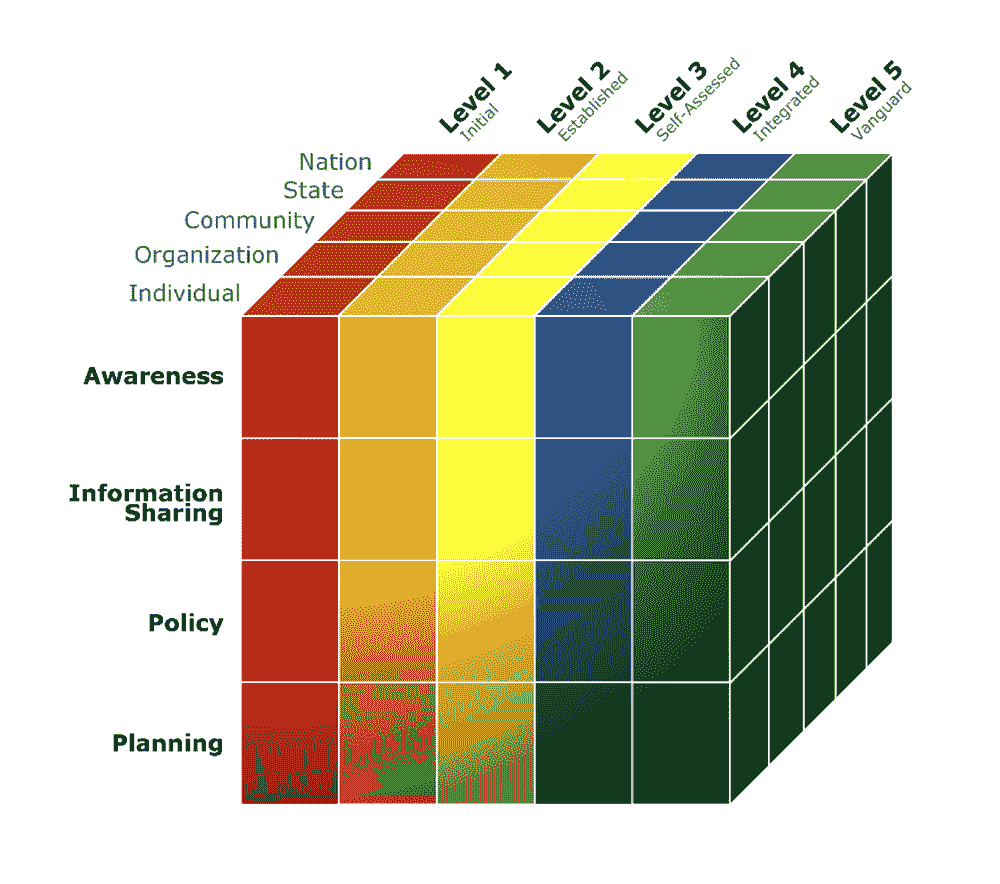 Level 1
Initial
Level 2
Established
Level 3
Self-Assessed
Level 4
Integrated
Level 5
Vanguard
Nation
State
Community
Organization
Individual
Awareness
Information
Sharing
Policy
Planning